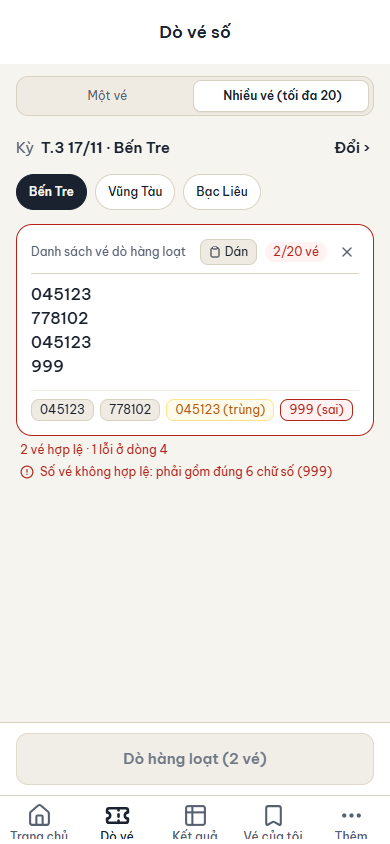 Dò vé số
Một vé
Nhiều vé (tối đa 20)
Kỳ T.3 17/11 · Bến Tre
Đổi ›
Bến Tre
Vũng Tàu
Bạc Liêu
Danh sách vé dò hàng loạt
Dán
2/20 vé
045123
778102
045123
999
045123
778102
045123 (trùng)
999 (sai)
2 vé hợp lệ · 1 lỗi ở dòng 4
Số vé không hợp lệ: phải gồm đúng 6 chữ số (999)
Dò hàng loạt (2 vé)
Trang chủ
Dò vé
Kết quả
Vé của tôi
Thêm